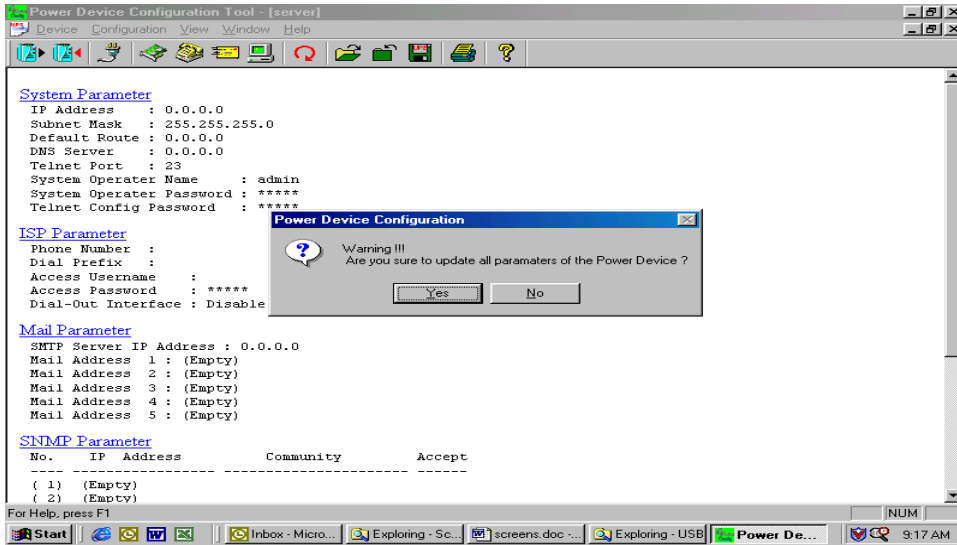 Power Device Configuration Tool - [server]
Device Configuration View Window Help
System Parameter
IP Address : 0.0.0.0
Subnet Mask : 255.255.255.0
Default Route : 0.0.0.0
DNS Server : 0.0.0.0
Telnet Port : 23
System Operater Name : admin
System Operater Password : *****
Telnet Config Password : *****
ISP Parameter
Phone Number :
Dial Prefix :
Access Username :
Access Password : *****
Dial-Out Interface : Disable
Power Device Configuration
Warning !!!
Are you sure to update all paramaters of the Power Device ?
Yes No
Mail Parameter
SMTP Server IP Address : 0.0.0.0
Mail Address 1 : (Empty)
Mail Address 2 : (Empty)
Mail Address 3 : (Empty)
Mail Address 4 : (Empty)
Mail Address 5 : (Empty)
SNMP Parameter
No. IP Address Community Accept
---- ------------------ ------------------------ ------
( 1) (Empty)
( 2) (Empty)
For Help, press F1 NUM
Start Inbox - Micro... Exploring - Sc... screens.doc -... Exploring - USB Power De... 9:17 AM